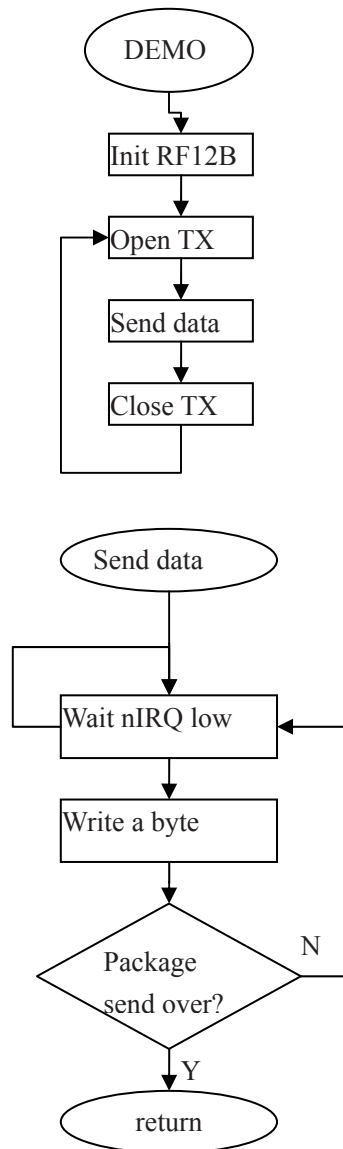 DEMO
Init RF12B
Open TX
Send data
Close TX
Send data
Wait nIRQ low
Write a byte
Package
send over?
N
Y
return